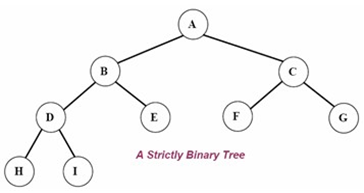 A
B C
D E F G
A Strictly Binary Tree
H I